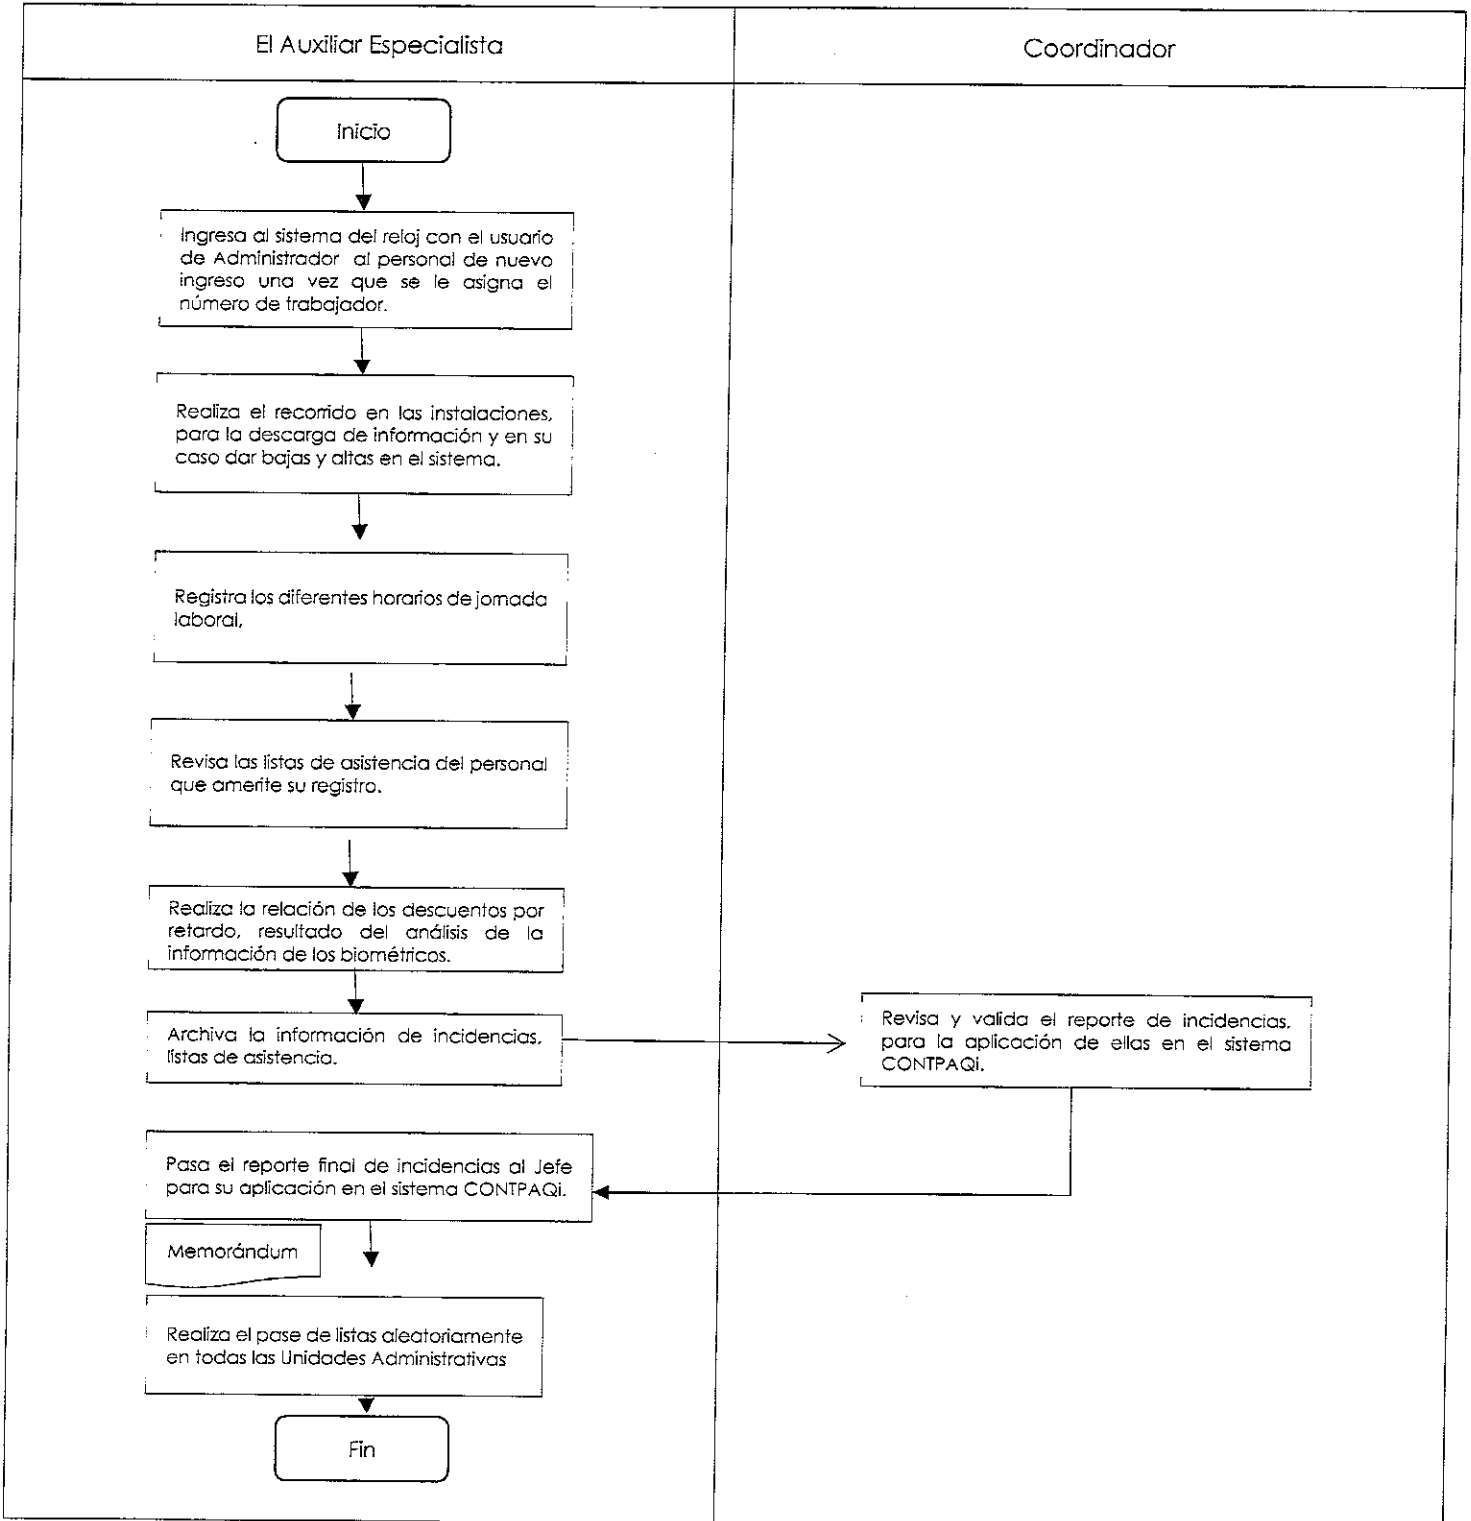 El Auxiliar Especialista
Coordinador
Inicio
Ingresa al sistema del reloj con el usuario
de Administrador al personal de nuevo
ingreso una vez que se le asigna el
número de trabajador.
Realiza el recorrido en las instalaciones,
para la descarga de información y en su
caso dar bajas y altas en el sistema.
Registra los diferentes horarios de jornada
laboral,
Revisa las listas de asistencia del personal
que amerite su registro.
Realiza la relación de los descuentos por
retardo, resultado del análisis de la
información de los biométricos.
Archiva la información de incidencias,
listas de asistencia.
Revisa y valida el reporte de incidencias,
para la aplicación de ellas en el sistema
CONTPAQi.
Pasa el reporte final de incidencias al Jefe
para su aplicación en el sistema CONTPAQi.
Memorándum
Realiza el pase de listas aleatoriamente
en todas las Unidades Administrativas
Fin